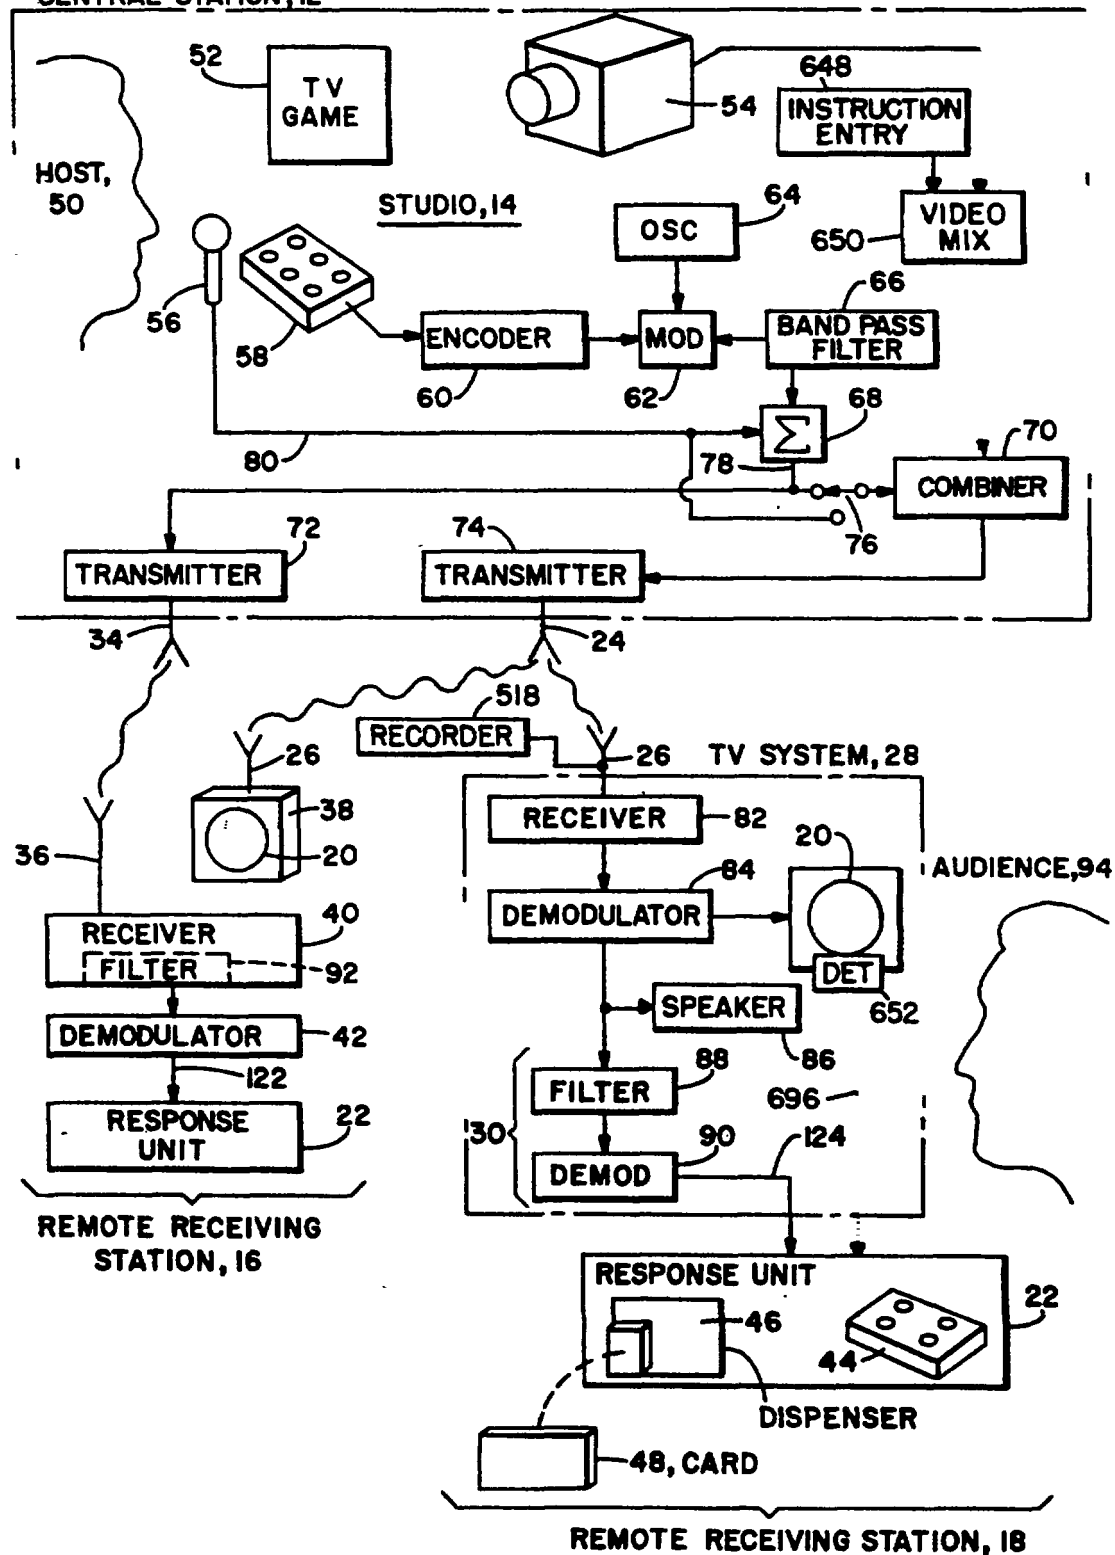 CENTRAL STATION, 12
52
TV
GAME
54
648
INSTRUCTION
ENTRY
HOST,
50
STUDIO, 14
64
OSC
650
VIDEO
MIX
56
58
66
ENCODER
MOD
BAND PASS
FILTER
60
62
68
Σ
80
78
70
COMBINER
76
72
74
TRANSMITTER
TRANSMITTER
34
24
518
RECORDER
26
26
TV SYSTEM, 28
38
20
RECEIVER
82
20
36
84
AUDIENCE, 94
DEMODULATOR
40
RECEIVER
FILTER
92
DET
652
SPEAKER
DEMODULATOR
42
86
122
88
FILTER
696
RESPONSE
UNIT
22
30
90
124
DEMOD
REMOTE RECEIVING
STATION, 16
RESPONSE UNIT
46
22
44
DISPENSER
48, CARD
REMOTE RECEIVING STATION, 18